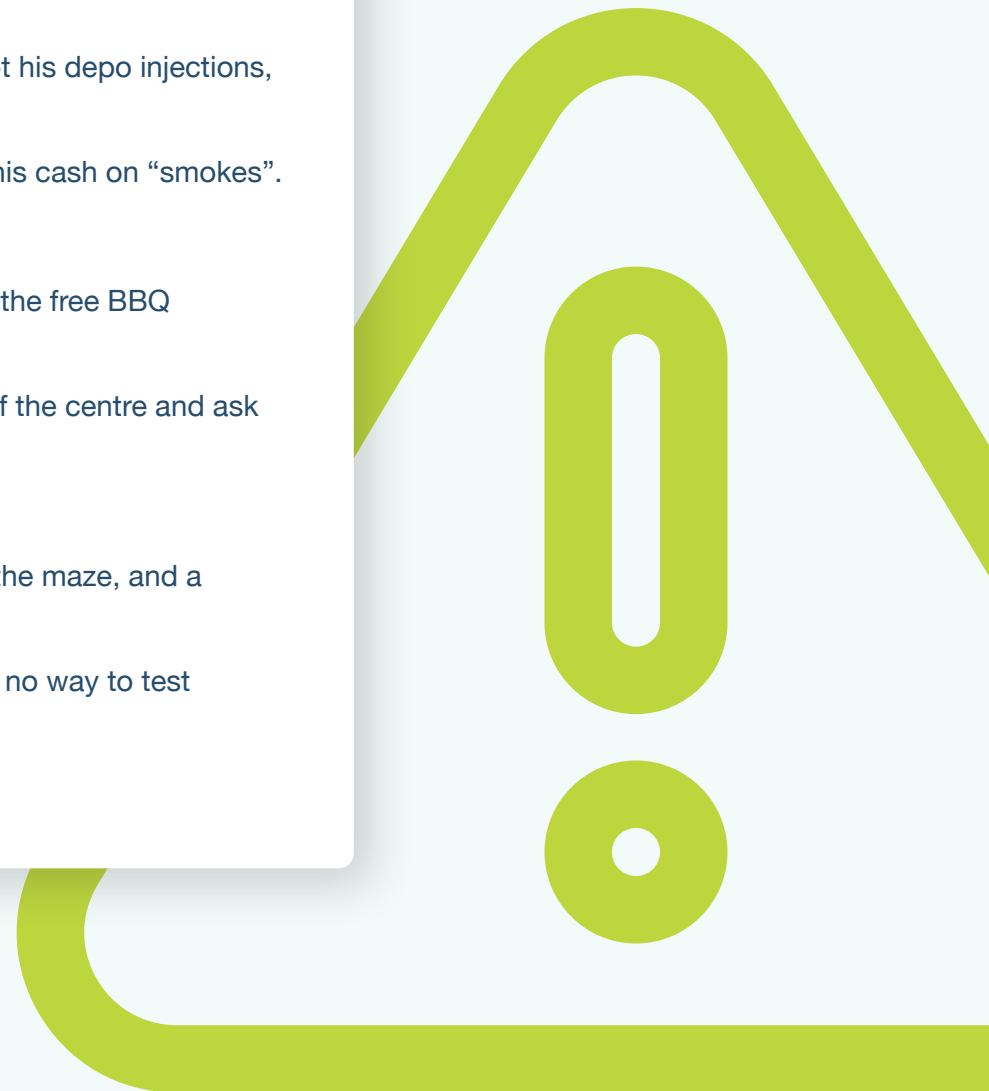 t his depo injections,
his cash on “smokes”.
the free BBQ
f the centre and ask
the maze, and a
no way to test